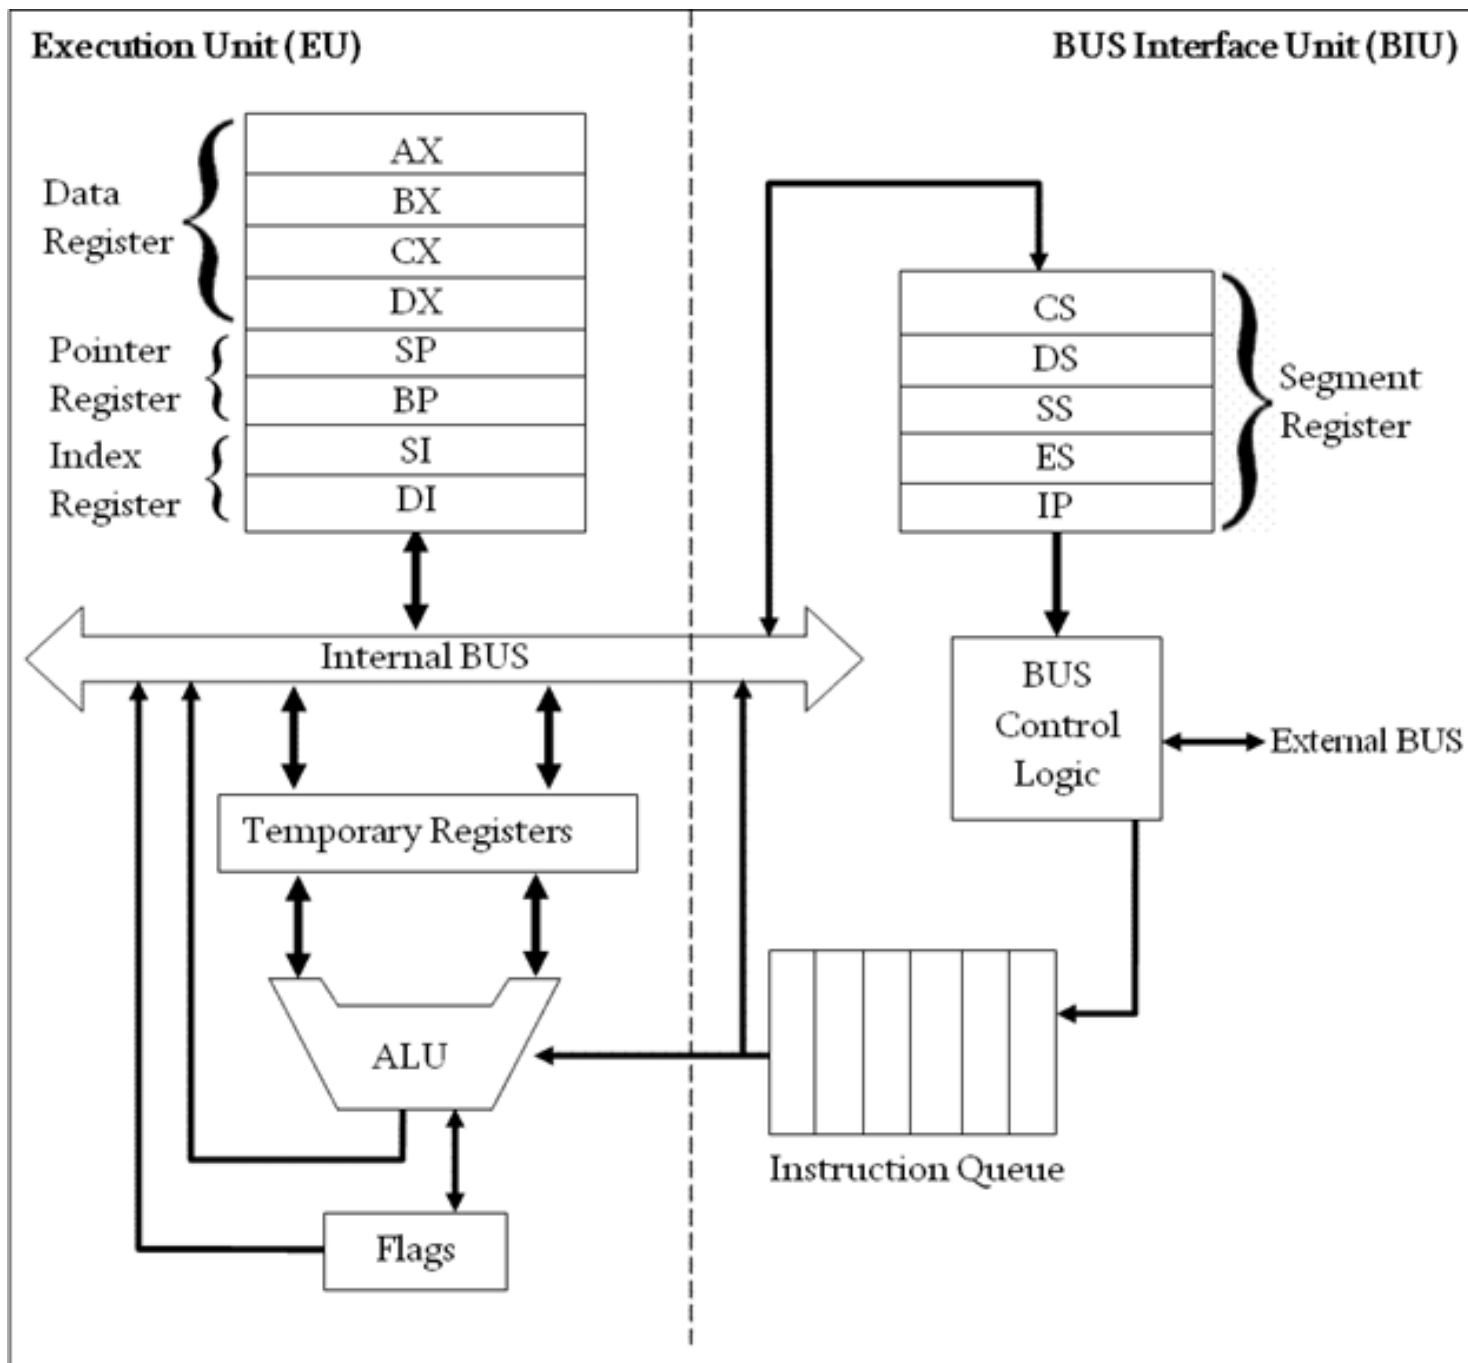 Execution Unit (EU)
BUS Interface Unit (BIU)
Data
Register
AX
BX
CX
DX
Pointer
Register
SP
BP
Index
Register
SI
DI
CS
DS
SS
ES
IP
Segment
Register
Internal BUS
BUS
Control
Logic
External BUS
Temporary Registers
ALU
Instruction Queue
Flags